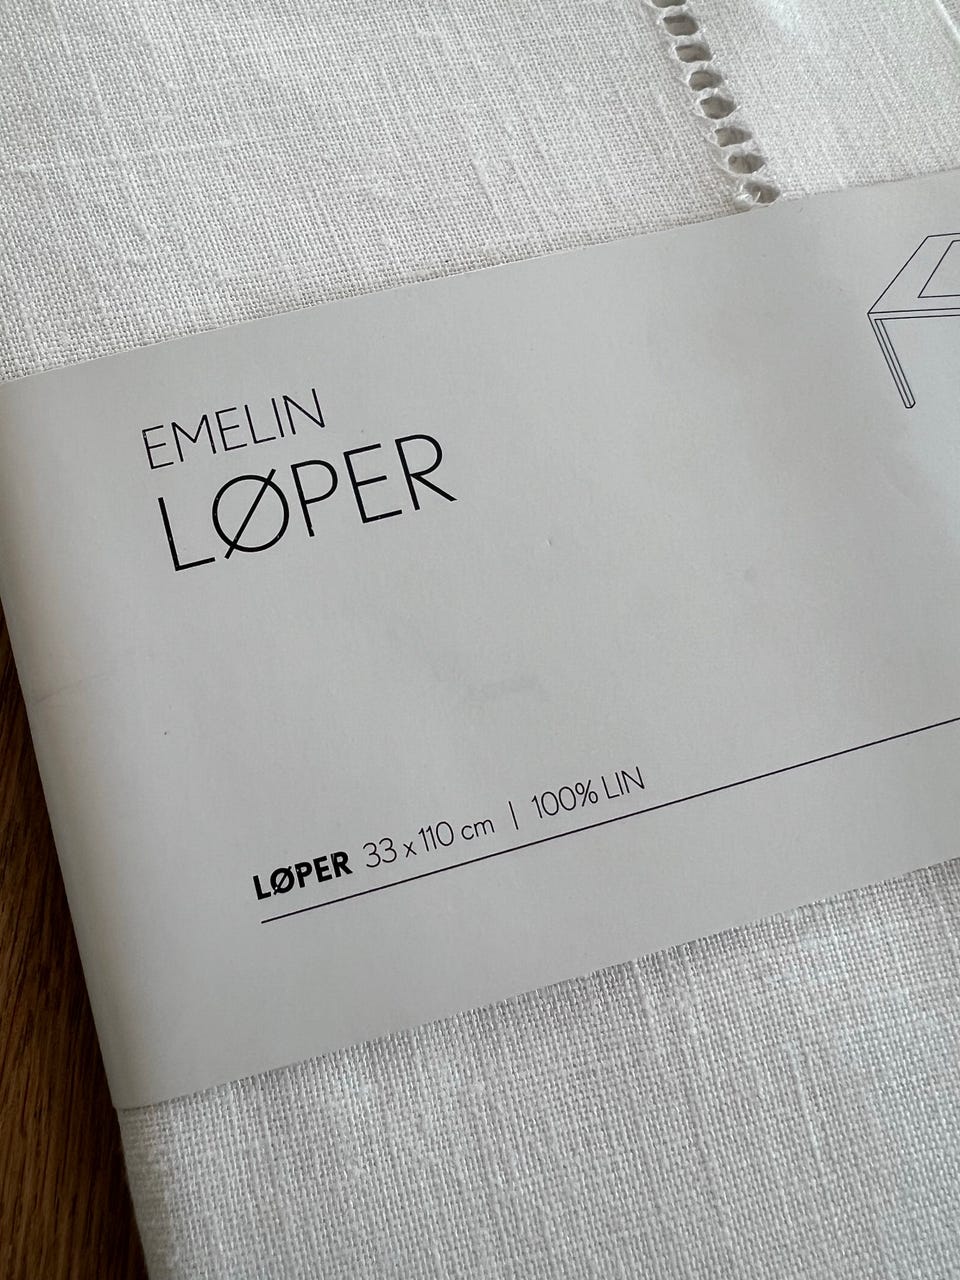 EMELIN
LØPER
LØPER 33 x 110 cm | 100% LIN